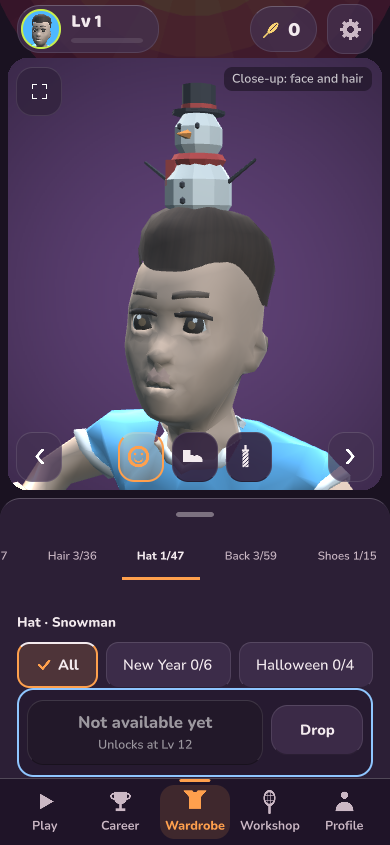 Lv 1
0
Close-up: face and hair
7
Hair 3/36
Hat 1/47
Back 3/59
Shoes 1/15
Hat · Snowman
All
New Year 0/6
Halloween 0/4
Not available yet
Unlocks at Lv 12
Drop
Play
Career
Wardrobe
Workshop
Profile